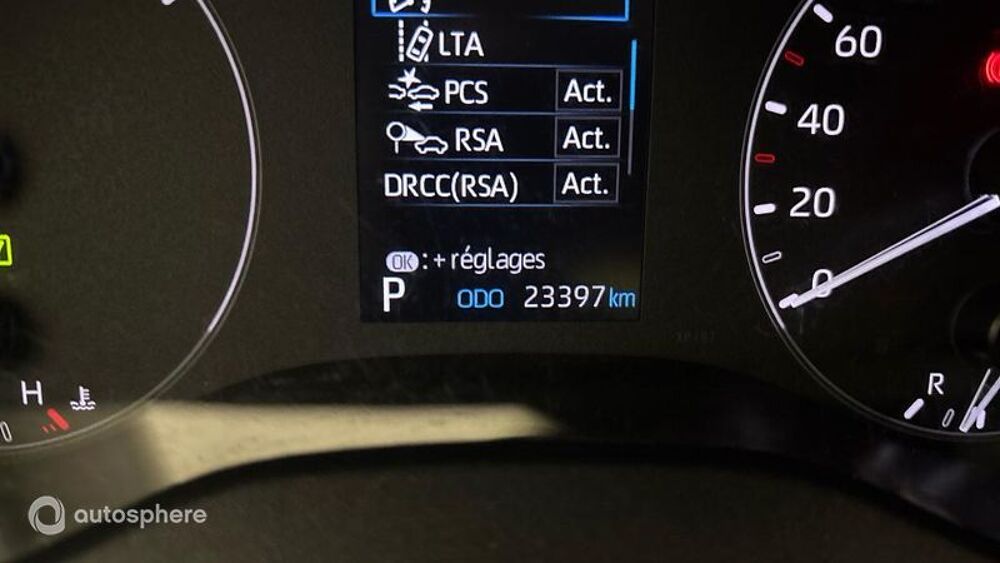 LTA
PCS Act.
RSA Act.
DRCC(RSA) Act.
OK : + réglages
P ODO 23397 km
60
40
20
0
R
H
autosphere